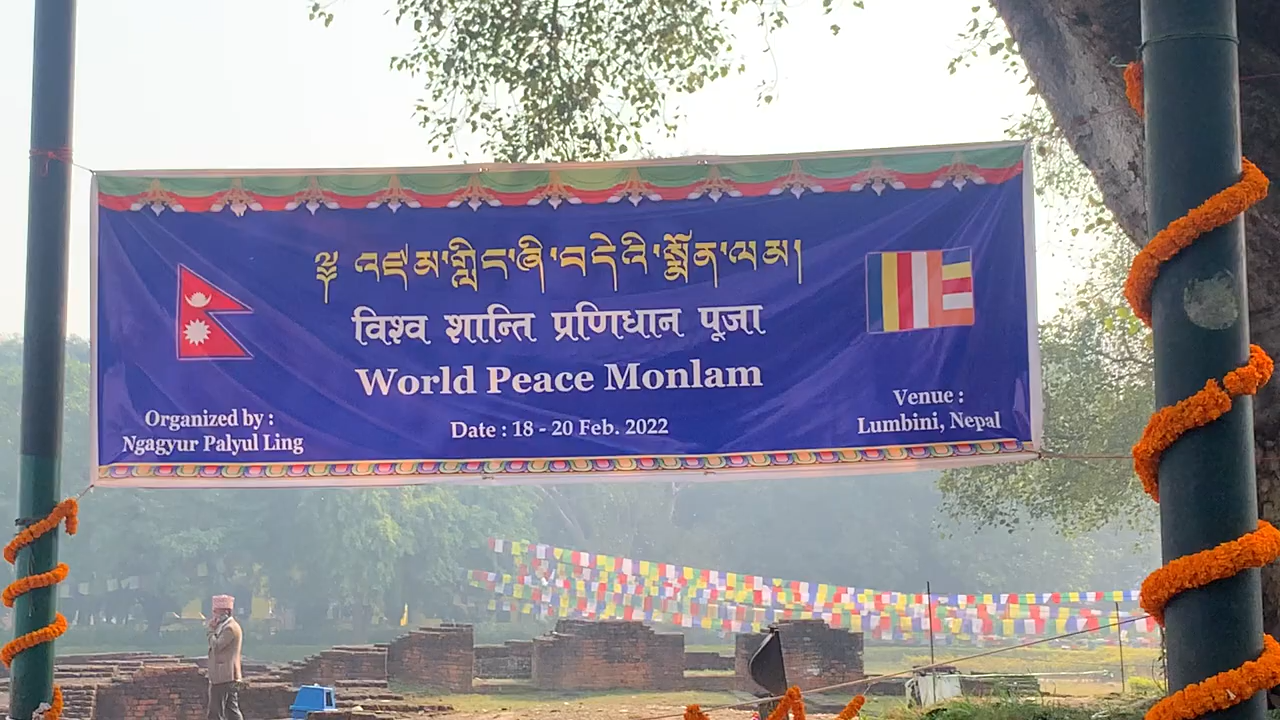 ༄ འཛམ་གླིང་ཞི་བདེའི་སྨོན་ལམ།
विश्व शान्ति प्रणिधान पूजा
World Peace Monlam
Date : 18 - 20 Feb. 2022
Organized by :
Ngagyur Palyul Ling
Venue :
Lumbini, Nepal